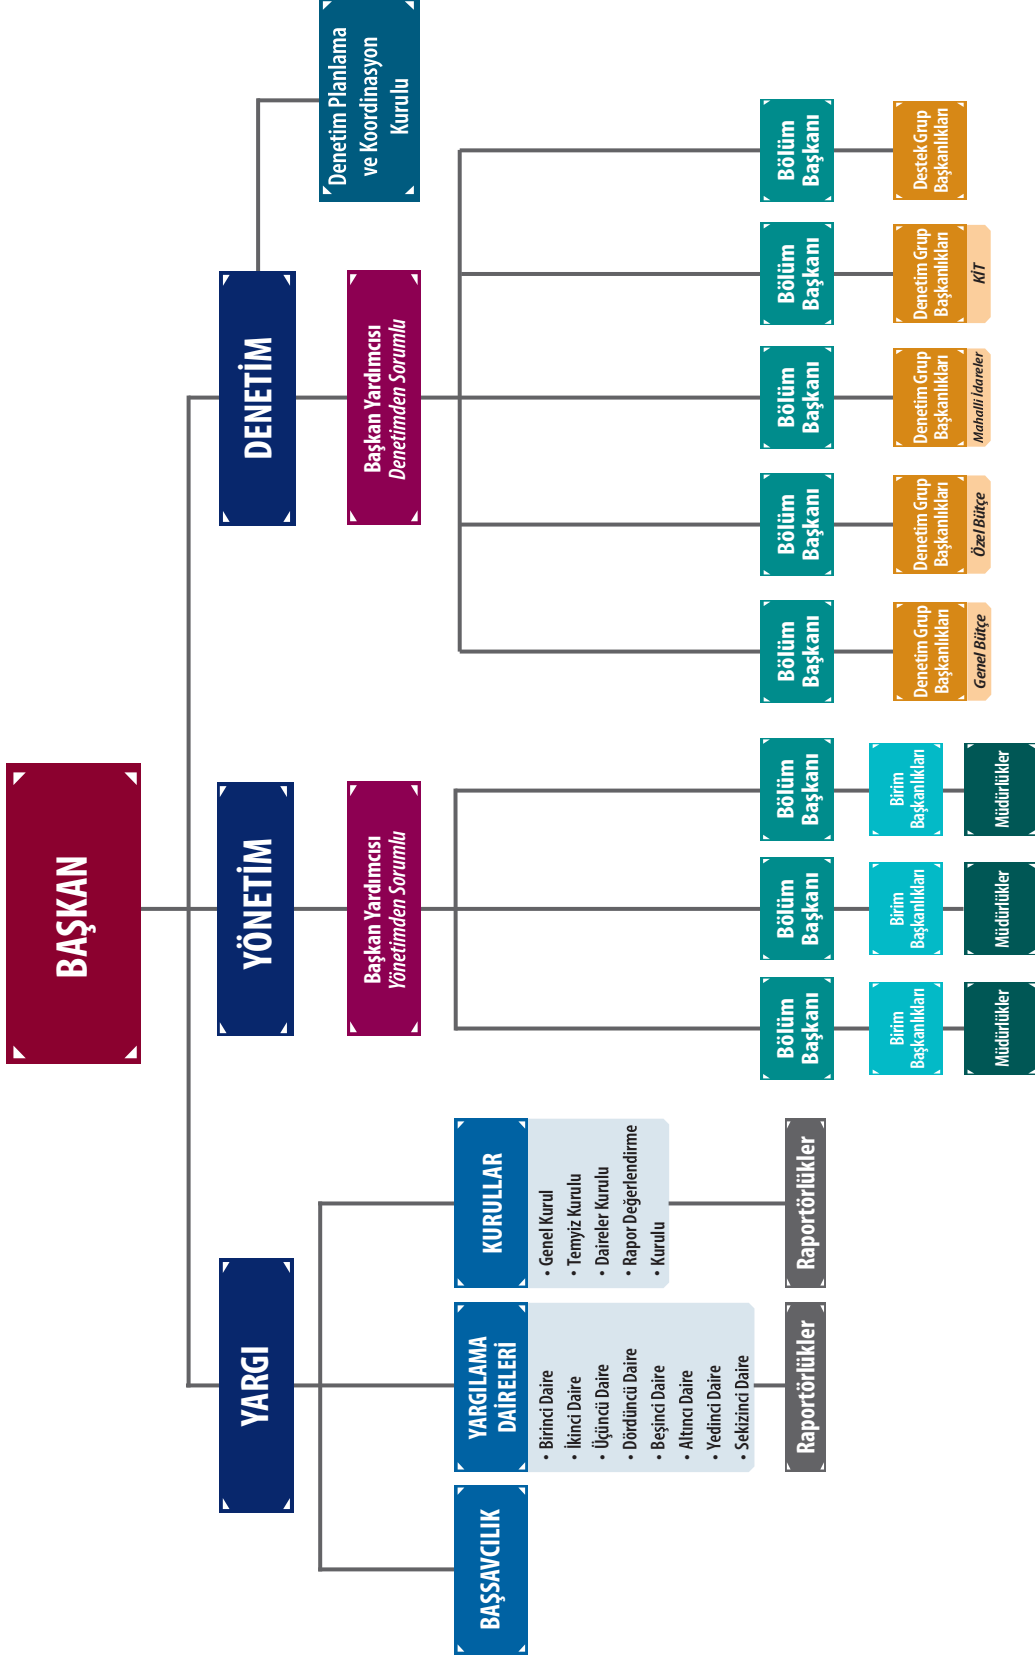 BAŞKAN
YARGI
YÖNETİM
DENETİM
Denetim Planlama
ve Koordinasyon
Kurulu
Başkan Yardımcısı
Yönetimden Sorumlu
Başkan Yardımcısı
Denetimden Sorumlu
BAŞSAVCILIK
YARGILAMA
DAİRELERİ
• Birinci Daire
• İkinci Daire
• Üçüncü Daire
• Dördüncü Daire
• Beşinci Daire
• Altıncı Daire
• Yedinci Daire
• Sekizinci Daire
Raportörlükler
KURULLAR
• Genel Kurul
• Temyiz Kurulu
• Daireler Kurulu
• Rapor Değerlendirme
• Kurulu
Raportörlükler
Bölüm
Başkanı
Birim
Başkanlıkları
Müdürlükler
Bölüm
Başkanı
Birim
Başkanlıkları
Müdürlükler
Bölüm
Başkanı
Birim
Başkanlıkları
Müdürlükler
Bölüm
Başkanı
Denetim Grup
Başkanlıkları
Genel Bütçe
Bölüm
Başkanı
Denetim Grup
Başkanlıkları
Özel Bütçe
Bölüm
Başkanı
Denetim Grup
Başkanlıkları
Mahalli İdareler
Bölüm
Başkanı
Denetim Grup
Başkanlıkları
KİT
Bölüm
Başkanı
Destek Grup
Başkanlıkları